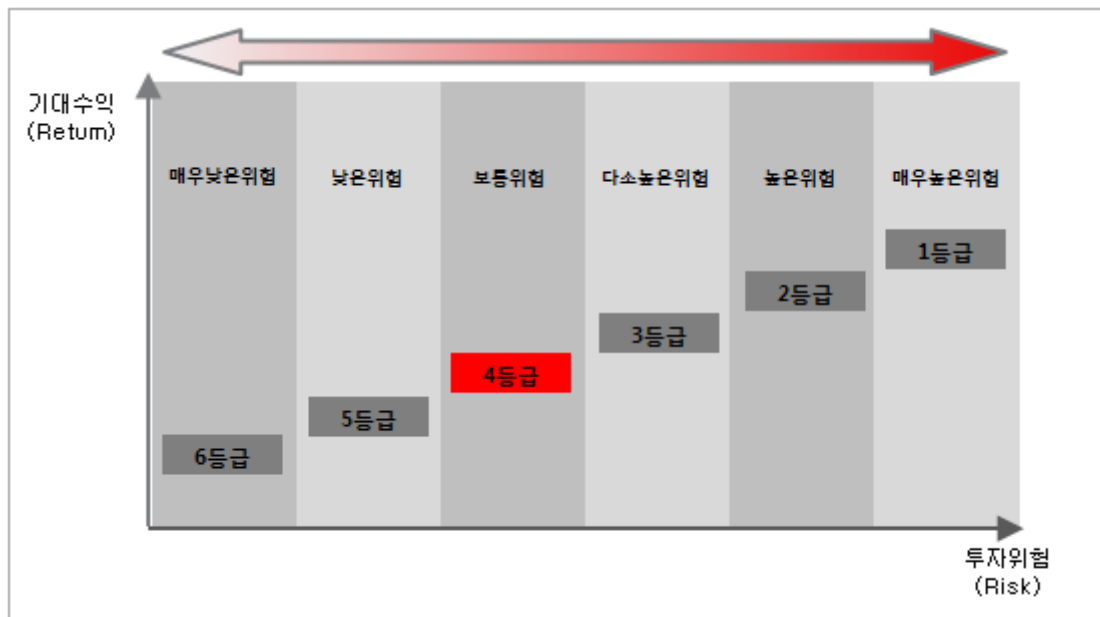 기대수익
(Return)
매우낮은위험
낮은위험
보통위험
다소높은위험
높은위험
매우높은위험
1등급
2등급
3등급
4등급
5등급
6등급
투자위험
(Risk)